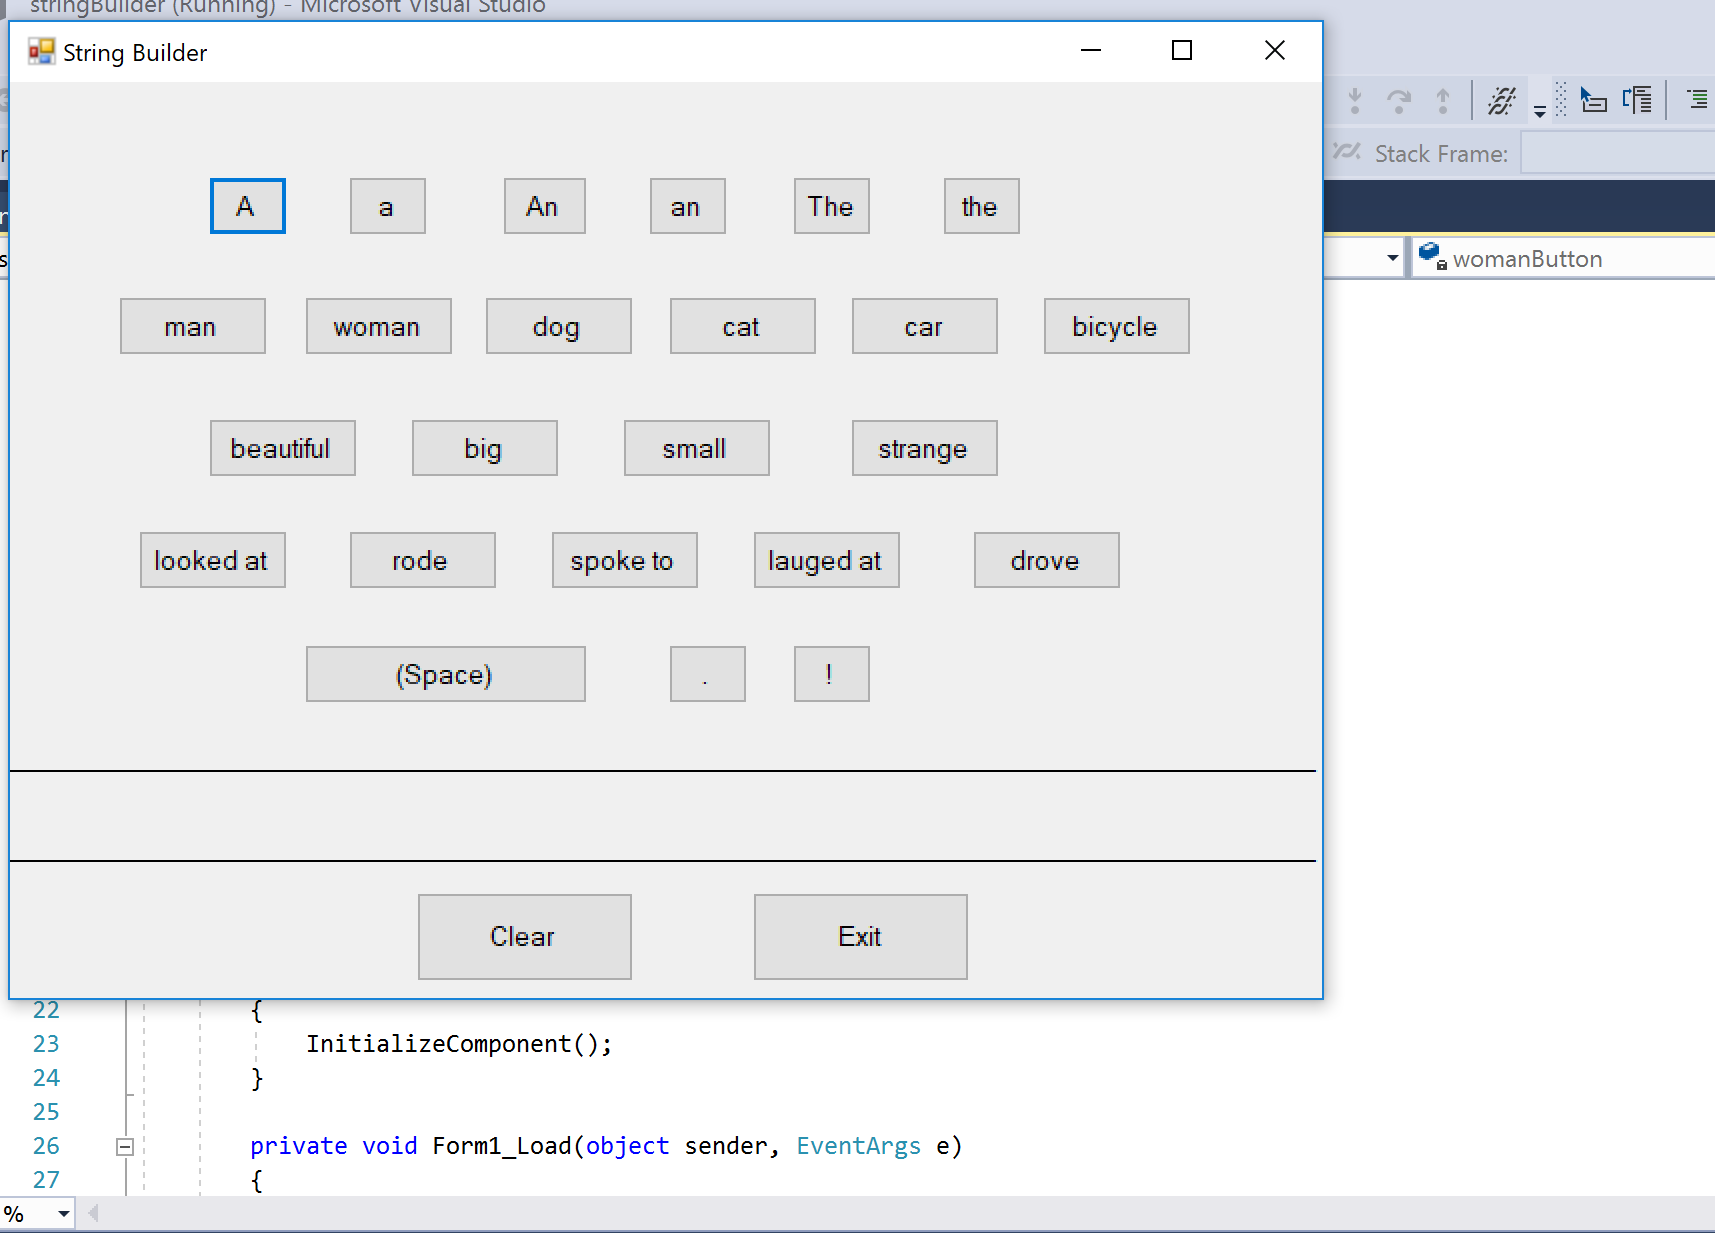 stringBuilder (Running) - Microsoft Visual Studio
String Builder
Stack Frame:
A a An an The the
womanButton
man woman dog cat car bicycle
beautiful big small strange
looked at rode spoke to lauged at drove
(Space) . !
Clear Exit
22 {
23 InitializeComponent();
24 }
25
26 private void Form1_Load(object sender, EventArgs e)
27 {
%